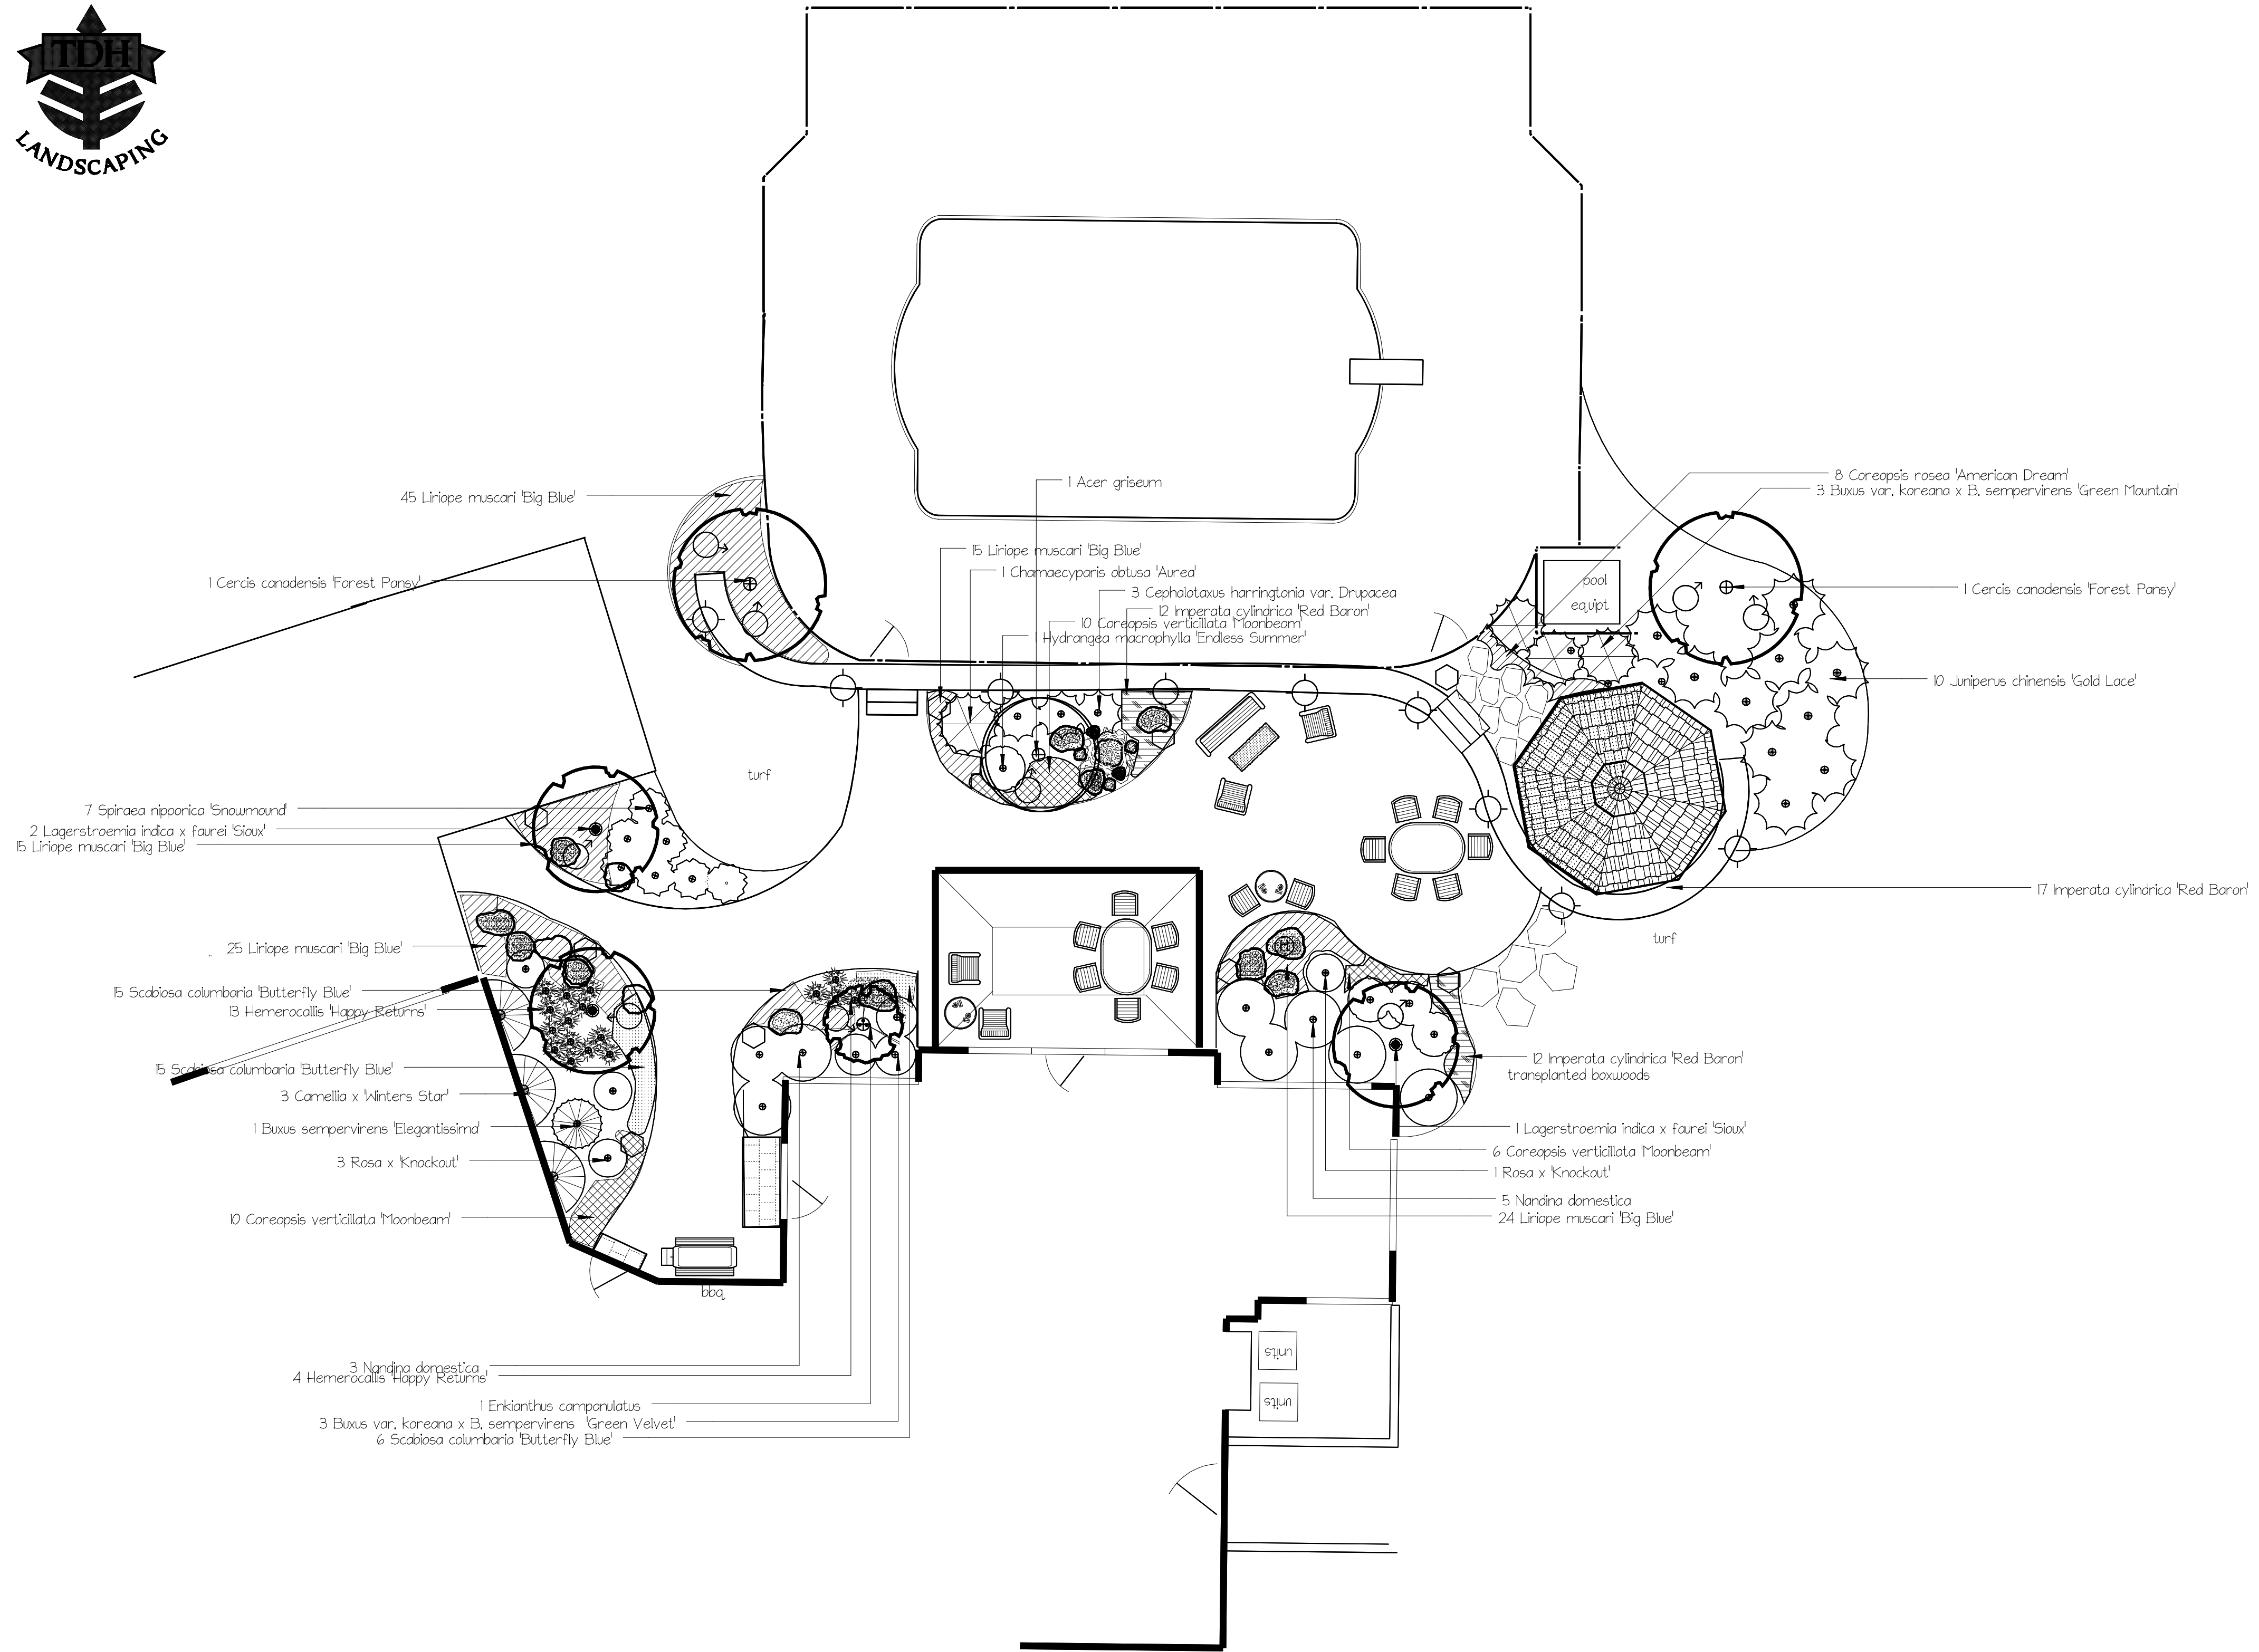 TDH
LANDSCAPING
8 Coreopsis rosea 'American Dream'
1 Acer griseum
3 Buxus var. koreana x B. sempervirens 'Green Mountain'
45 Liriope muscari 'Big Blue'
15 Liriope muscari 'Big Blue'
1 Chamaecyparis obtusa 'Aurea'
1 Cercis canadensis 'Forest Pansy'
pool
equipt
1 Cercis canadensis 'Forest Pansy'
3 Cephalotaxus harringtonia var. Drupacea
12 Imperata cylindrica 'Red Baron'
10 Coreopsis verticillata 'Moonbeam'
1 Hydrangea macrophylla 'Endless Summer'
10 Juniperus chinensis 'Gold Lace'
turf
7 Spiraea nipponica 'Snowmound'
2 Lagerstroemia indica x faurei 'Sioux'
15 Liriope muscari 'Big Blue'
17 Imperata cylindrica 'Red Baron'
turf
25 Liriope muscari 'Big Blue'
15 Scabiosa columbaria 'Butterfly Blue'
13 Hemerocallis 'Happy Returns'
12 Imperata cylindrica 'Red Baron'
transplanted boxwoods
15 Scabiosa columbaria 'Butterfly Blue'
3 Camellia x 'Winters Star'
1 Buxus sempervirens 'Elegantissima'
1 Lagerstroemia indica x faurei 'Sioux'
6 Coreopsis verticillata 'Moonbeam'
3 Rosa x 'Knockout'
1 Rosa x 'Knockout'
5 Nandina domestica
10 Coreopsis verticillata 'Moonbeam'
24 Liriope muscari 'Big Blue'
bbq
units
3 Nandina domestica
4 Hemerocallis 'Happy Returns'
units
1 Enkianthus campanulatus
3 Buxus var. koreana x B. sempervirens 'Green Velvet'
6 Scabiosa columbaria 'Butterfly Blue'